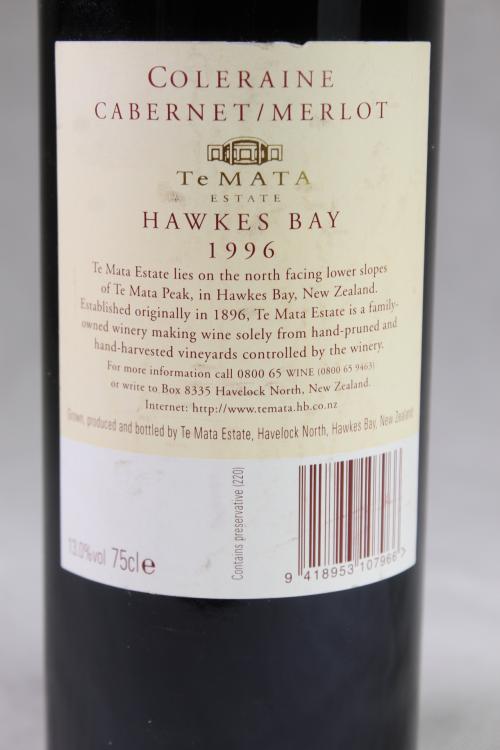 COLERAINE
CABERNET/MERLOT
TE MATA
ESTATE
HAWKES BAY
1996
Te Mata Estate lies on the north facing lower slopes
of Te Mata Peak, in Hawkes Bay, New Zealand.
Established originally in 1896, Te Mata Estate is a family-
owned winery making wine solely from hand-pruned and
hand-harvested vineyards controlled by the winery.
For more information call 0800 65 WINE (0800 65 9463)
or write to Box 8335 Havelock North, New Zealand.
Internet: http://www.temata.hb.co.nz
Grown, produced and bottled by Te Mata Estate, Havelock North, Hawkes Bay, New Zealand
13.0%vol 75cl e
Contains preservative (220)
9 418953 107966 >